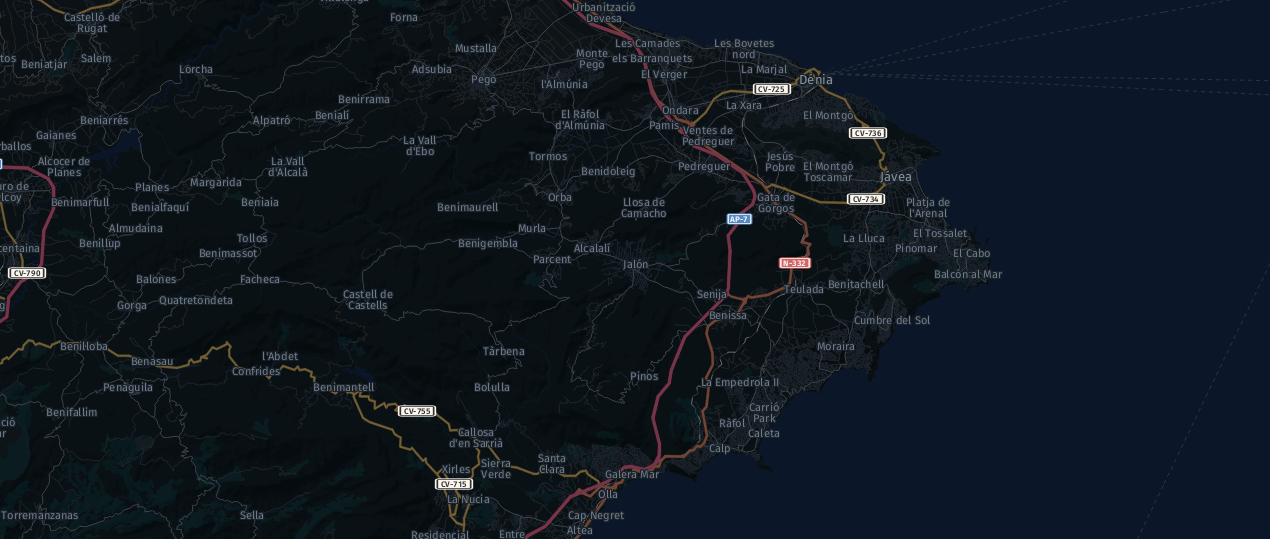 Urbanització
Devesa
Castelló de
Rugat
Forna
Mustalla
Les Camades
Les Bovetes
nord
Salem
Beniatjar
Lorcha
Adsubia
Pego
Monte
Pego
els Barranquets
El Verger
La Marjal
Dénia
l'Almúnia
CV-725
Benirrama
La Xara
Ondara
El Montgó
Beniarrés
Alpatró
Benialí
El Ràfol
d'Almúnia
Pamis
Ventes de
Pedreguer
CV-736
Gaianes
La Vall
d'Ebo
Alcocer de
Planes
La Vall
d'Alcalà
Tormos
Benidoleig
Pedreguer
Jesús
Pobre
El Montgó
Toscamar
Jávea
Planes
Margarida
Benimarfull
Benialfaquí
Beniaia
Benimaurell
Orba
Llosa de
Camacho
Gata de
Gorgos
CV-734
Platja de
l'Arenal
AP-7
Almudaina
Murla
El Tossalet
Benillup
Tollos
Benimassot
Benigembla
Alcalalí
La Lluca
Pinomar
El Cabo
Parcent
Jalón
N-332
CV-790
Balones
Facheca
Balcón al Mar
Gorga
Quatretondeta
Castell de
Castells
Senija
Teulada
Benitachell
Benissa
Cumbre del Sol
Benilloba
Benasau
l'Abdet
Confrides
Tàrbena
Moraira
Penàguila
Benimantell
Bolulla
Pinos
La Empedrola II
Benifallim
CV-755
Carrió
Park
Ràfol
Caleta
Callosa
d'en Sarrià
Calp
Xirles
Sierra
Verde
Santa
Clara
Galera Mar
CV-715
La Nucia
Olla
Torremanzanas
Sella
Cap Negret
Altea
Residencial
Entre